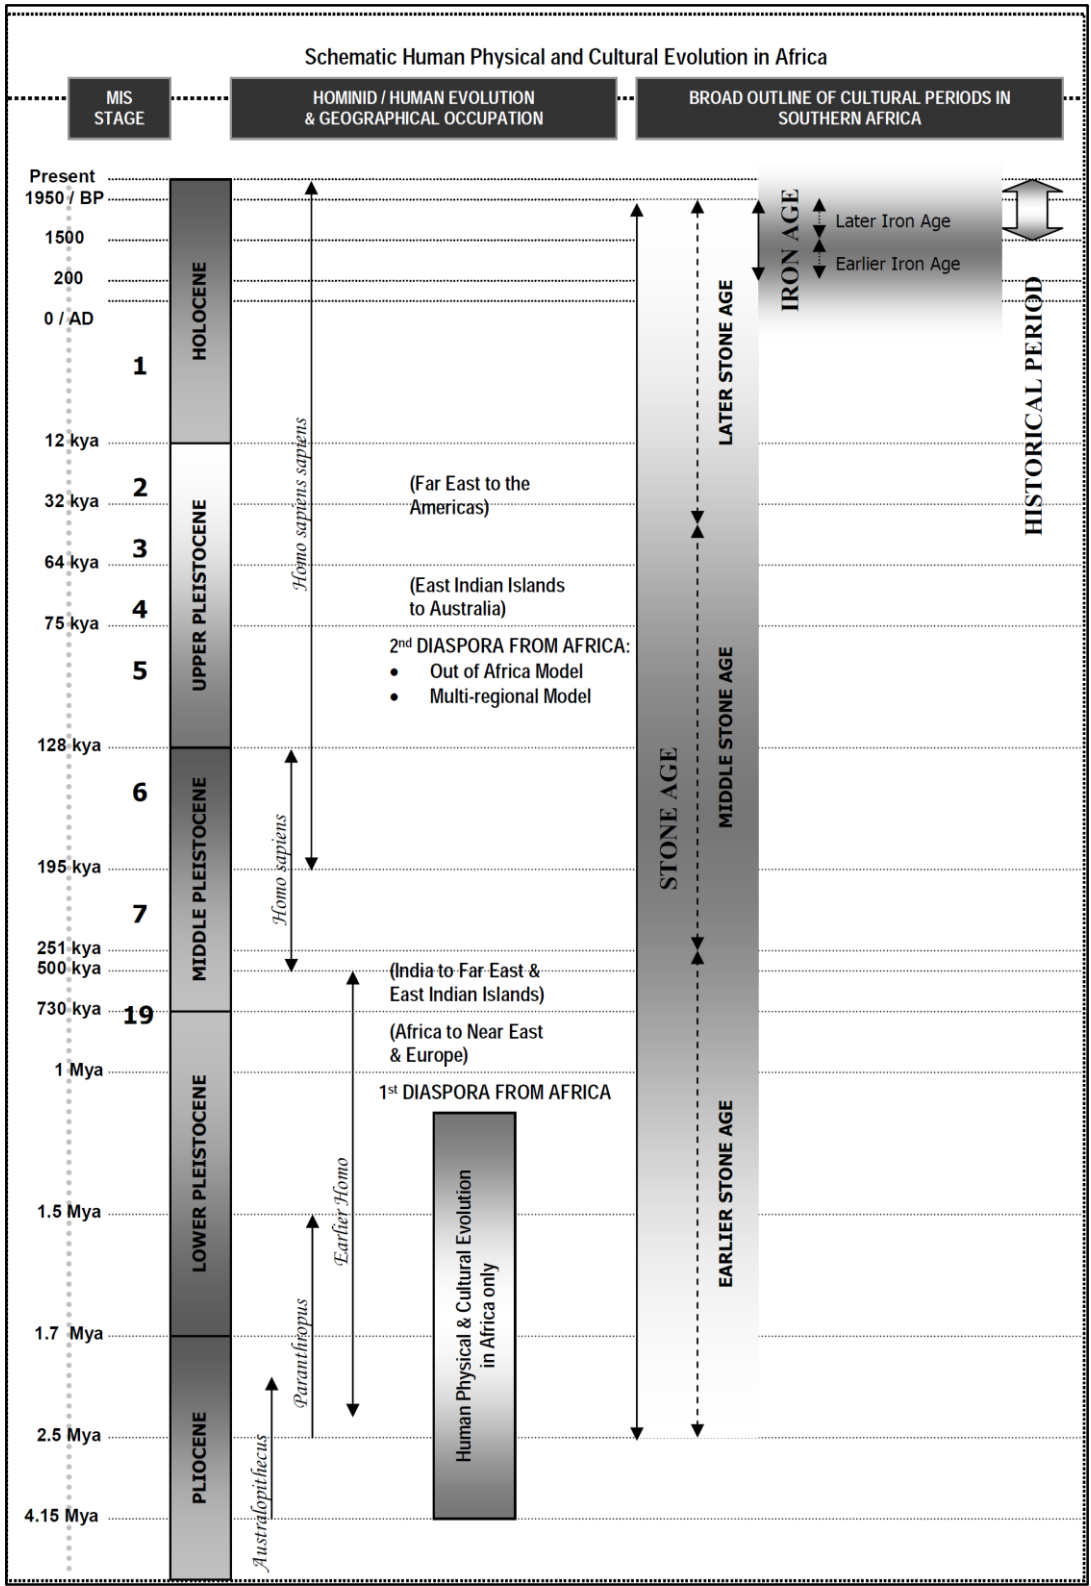 Schematic Human Physical and Cultural Evolution in Africa
MIS
STAGE
HOMINID / HUMAN EVOLUTION
& GEOGRAPHICAL OCCUPATION
BROAD OUTLINE OF CULTURAL PERIODS IN
SOUTHERN AFRICA
Present
1950 / BP
1500
200
0 / AD
1
12 kya
2
32 kya
3
64 kya
4
75 kya
5
128 kya
6
195 kya
7
251 kya
500 kya
730 kya
19
1 Mya
1.5 Mya
1.7 Mya
2.5 Mya
4.15 Mya
HOLOCENE
UPPER PLEISTOCENE
MIDDLE PLEISTOCENE
LOWER PLEISTOCENE
PLIOCENE
Homo sapiens sapiens
Homo sapiens
Earlier Homo
Paranthropus
Australopithecus
(Far East to the
Americas)
(East Indian Islands
to Australia)
2nd DIASPORA FROM AFRICA:
• Out of Africa Model
• Multi-regional Model
(India to Far East &
East Indian Islands)
(Africa to Near East
& Europe)
1st DIASPORA FROM AFRICA
Human Physical & Cultural Evolution
in Africa only
STONE AGE
LATER STONE AGE
MIDDLE STONE AGE
EARLIER STONE AGE
IRON AGE
Later Iron Age
Earlier Iron Age
HISTORICAL PERIOD